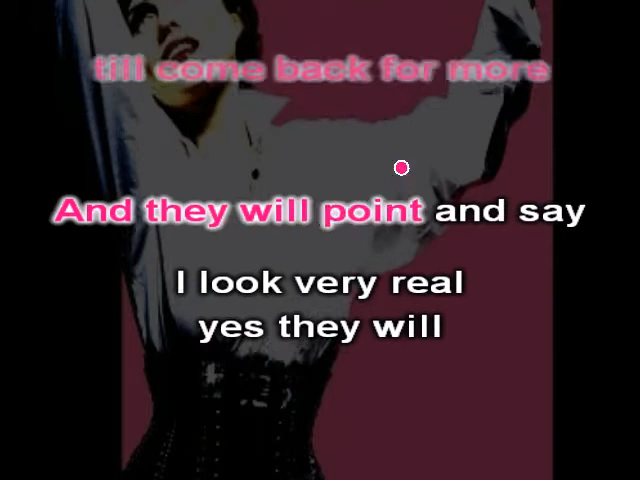 till come back for more
And they will point and say
I look very real
yes they will